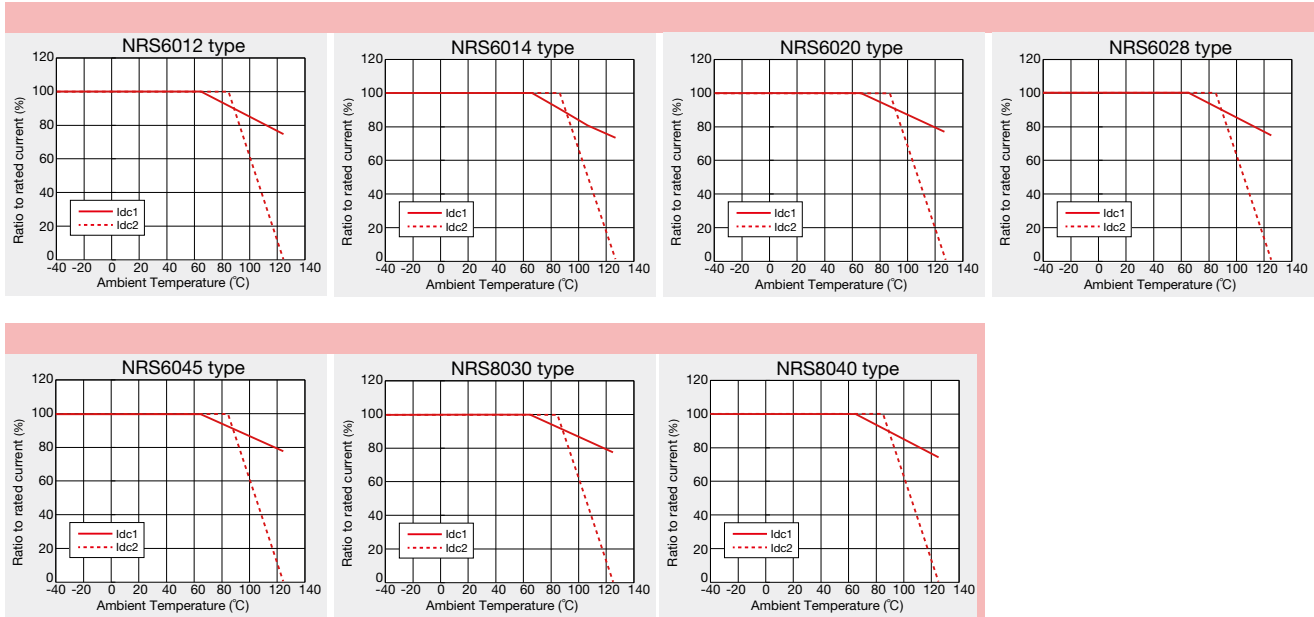 NRS6012 type
120
100
80
60
40
20
0
Ratio to rated current (%)
Idc1
Idc2
-40 -20 0 20 40 60 80 100 120 140
Ambient Temperature (℃)
NRS6014 type
120
100
80
60
40
20
0
Ratio to rated current (%)
Idc1
Idc2
-40 -20 0 20 40 60 80 100 120 140
Ambient Temperature (℃)
NRS6020 type
120
100
80
60
40
20
0
Ratio to rated current (%)
Idc1
Idc2
-40 -20 0 20 40 60 80 100 120 140
Ambient Temperature (℃)
NRS6028 type
120
100
80
60
40
20
0
Ratio to rated current (%)
Idc1
Idc2
-40 -20 0 20 40 60 80 100 120 140
Ambient Temperature (℃)
NRS6045 type
120
100
80
60
40
20
0
Ratio to rated current (%)
Idc1
Idc2
-40 -20 0 20 40 60 80 100 120 140
Ambient Temperature (℃)
NRS8030 type
120
100
80
60
40
20
0
Ratio to rated current (%)
Idc1
Idc2
-40 -20 0 20 40 60 80 100 120 140
Ambient Temperature (℃)
NRS8040 type
120
100
80
60
40
20
0
Ratio to rated current (%)
Idc1
Idc2
-40 -20 0 20 40 60 80 100 120 140
Ambient Temperature (℃)